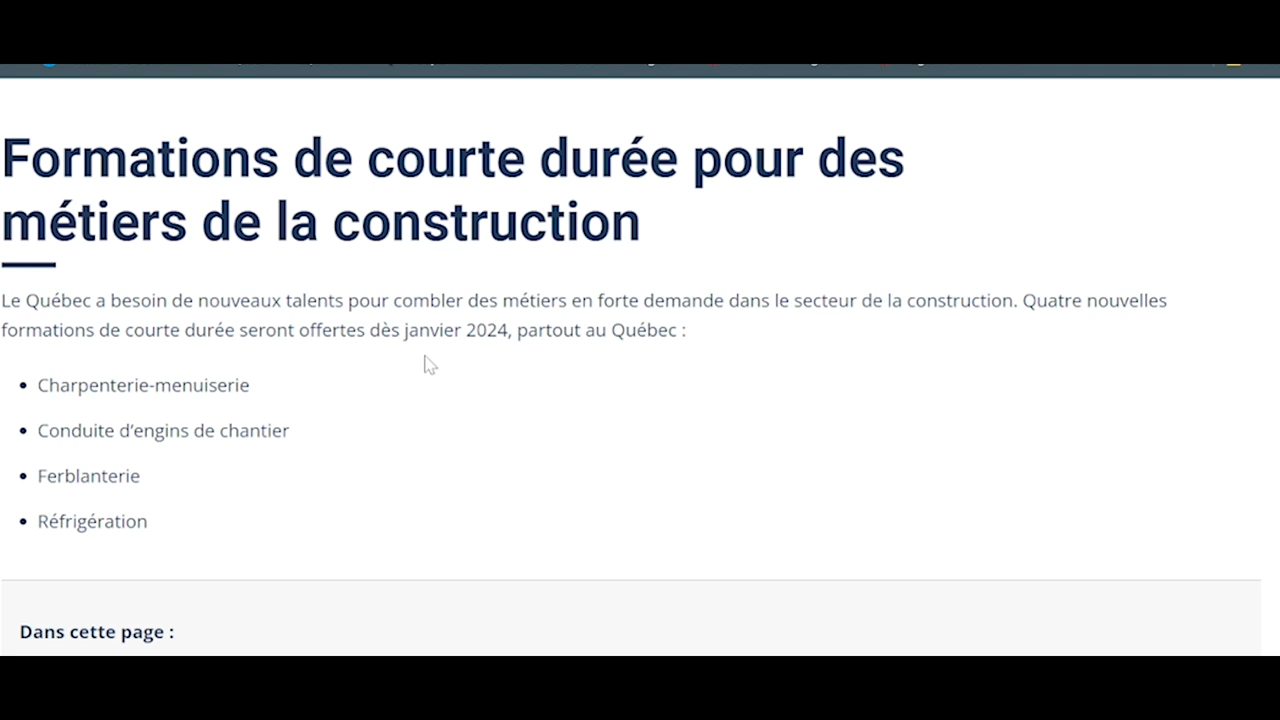 Formations de courte durée pour des
métiers de la construction
Le Québec a besoin de nouveaux talents pour combler des métiers en forte demande dans le secteur de la construction. Quatre nouvelles
formations de courte durée seront offertes dès janvier 2024, partout au Québec :
• Charpenterie-menuiserie
• Conduite d'engins de chantier
• Ferblanterie
• Réfrigération
Dans cette page :